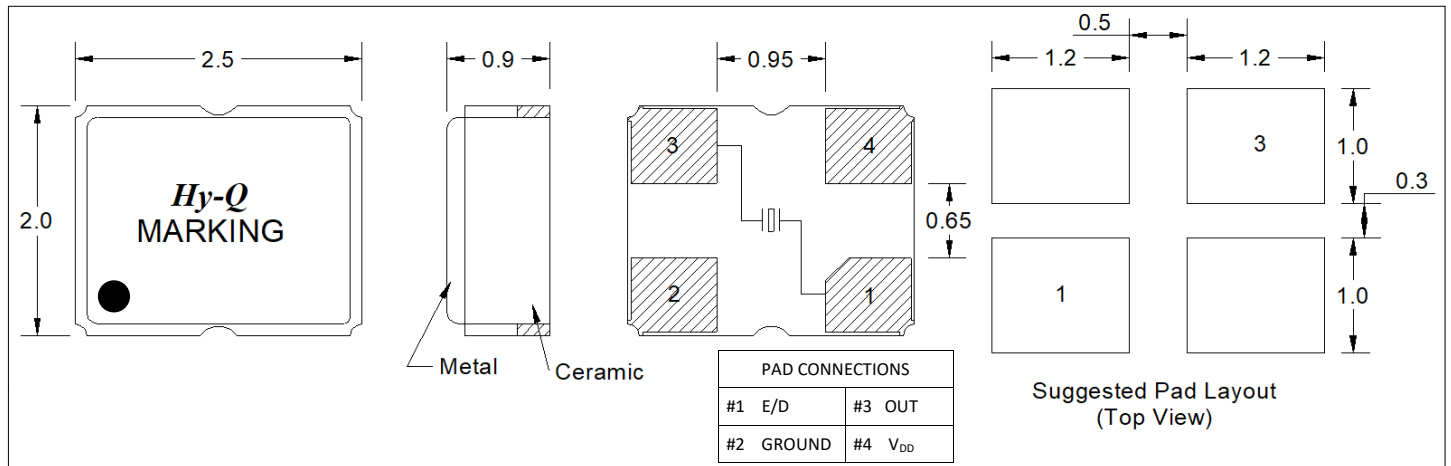 2.5
0.9
0.95
0.5
1.2
1.2
2.0
Hy-Q
MARKING
3
4
2
1
0.65
3
1
1.0
0.3
1.0
Metal
Ceramic
PAD CONNECTIONS
#1 E/D
#3 OUT
#2 GROUND
#4 VDD
Suggested Pad Layout
(Top View)